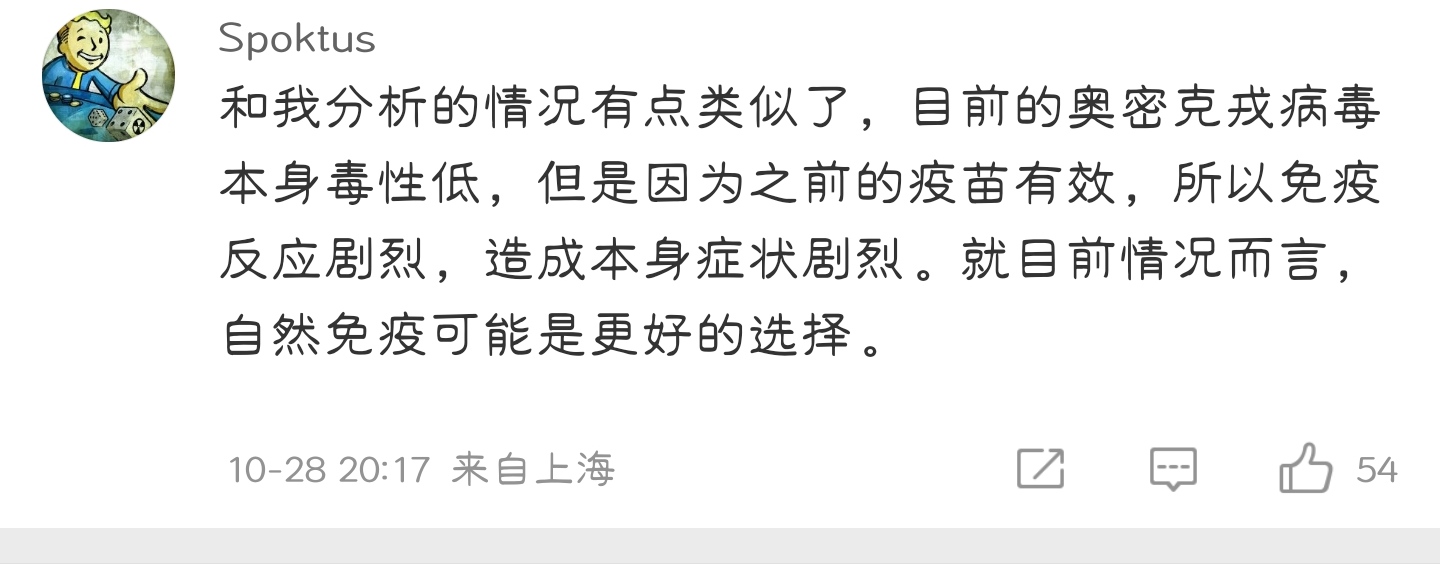 Spoktus
和我分析的情况有点类似了，目前的奥密克戎病毒
本身毒性低，但是因为之前的疫苗有效，所以免疫
反应剧烈，造成本身症状剧烈。就目前情况而言，
自然免疫可能是更好的选择。
10-28 20:17 来自上海
54